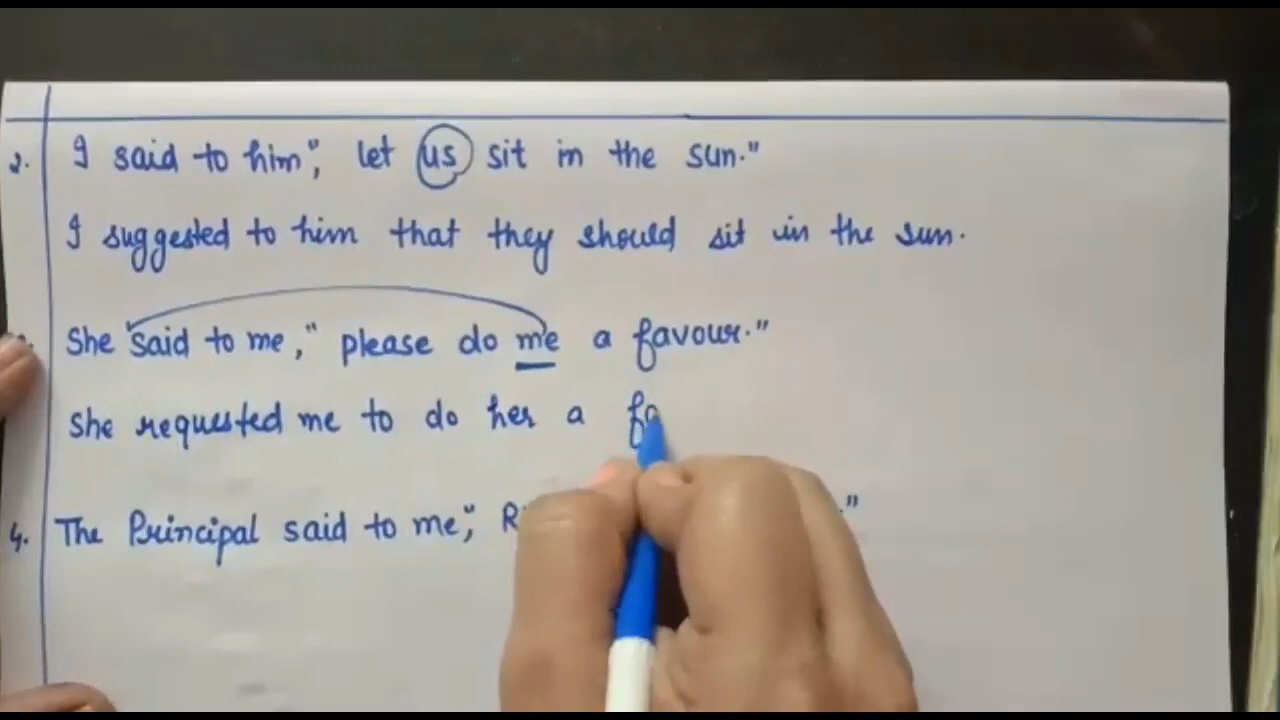 2. I said to him", let us sit in the sun."
I suggested to him that they should sit in the sun.
She said to me," please do me a favour."
She requested me to do her a fa
4. The Principal said to me", R
."